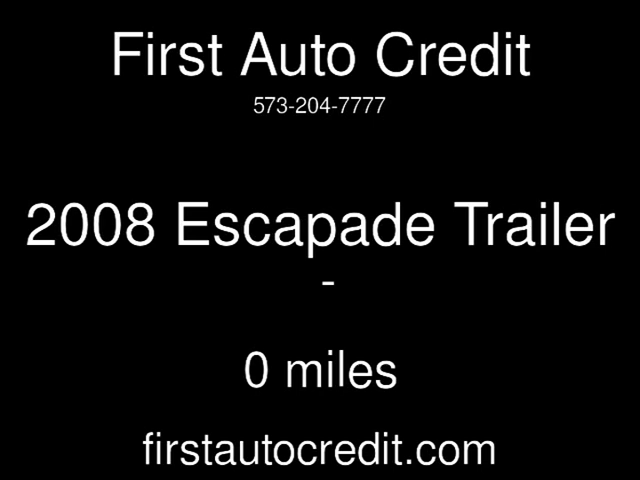 First Auto Credit
573-204-7777
2008 Escapade Trailer
-
0 miles
firstautocredit.com